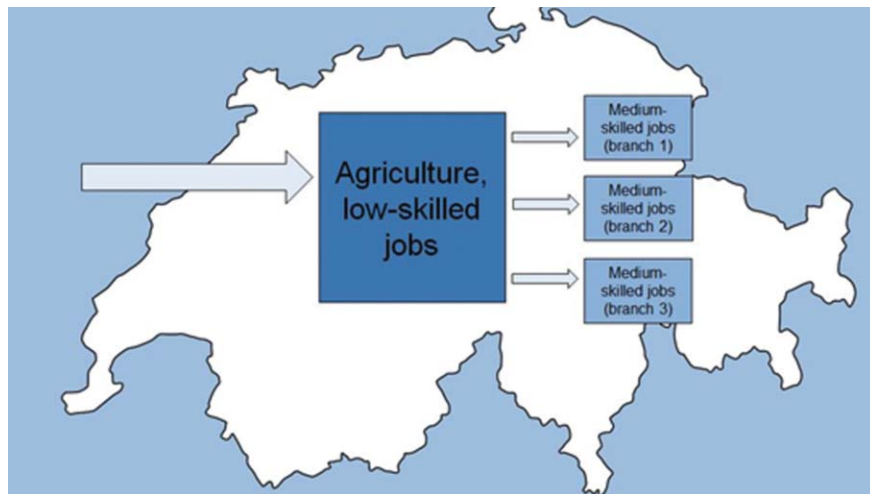 Agriculture,
low-skilled
jobs
Medium-
skilled jobs
(branch 1)
Medium-
skilled jobs
(branch 2)
Medium-
skilled jobs
(branch 3)